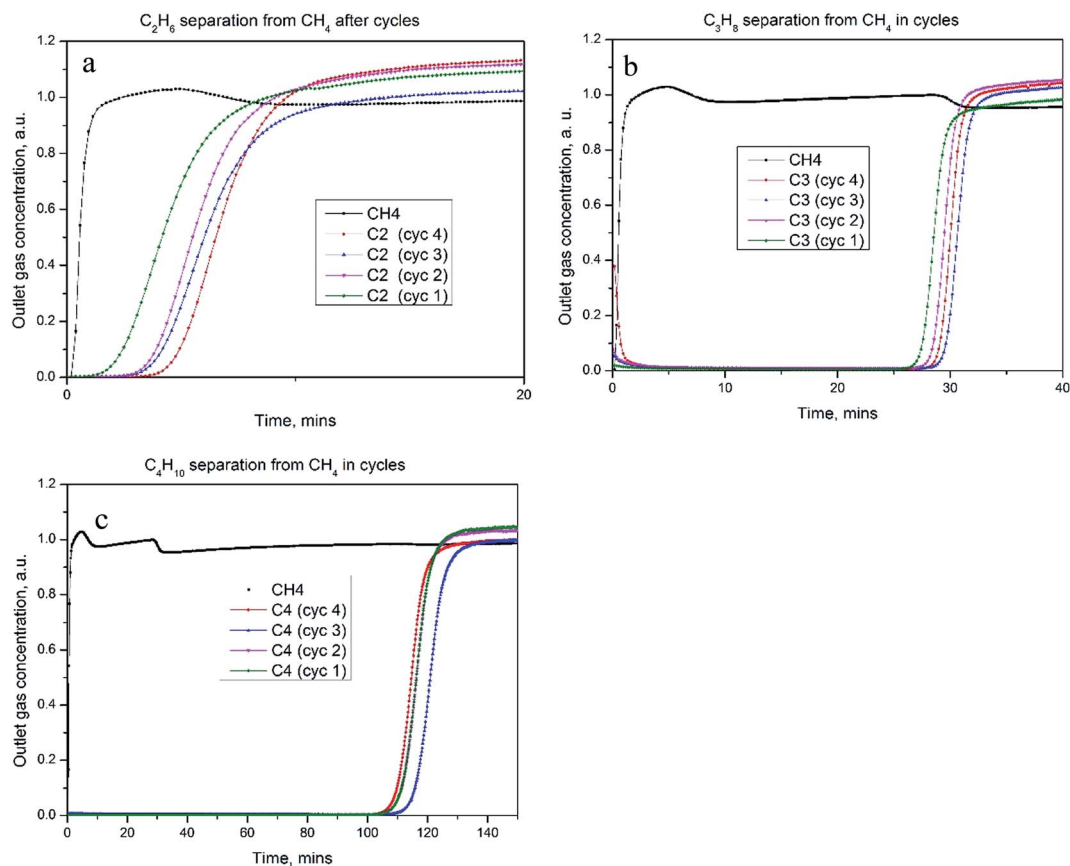 C₂H₆ separation from CH₄ after cycles
a
1.2
1.0
0.8
0.6
0.4
0.2
0.0
Outlet gas concentration, a.u.
CH4
C2 (cyc 4)
C2 (cyc 3)
C2 (cyc 2)
C2 (cyc 1)
0 20
Time, mins
C₃H₈ separation from CH₄ in cycles
b
1.2
1.0
0.8
0.6
0.4
0.2
0.0
Outlet gas concentration, a. u.
CH4
C3 (cyc 4)
C3 (cyc 3)
C3 (cyc 2)
C3 (cyc 1)
0 10 20 30 40
Time, mins
C₄H₁₀ separation from CH₄ in cycles
c
1.2
1.0
0.8
0.6
0.4
0.2
0.0
Outlet gas concentration, a.u.
CH4
C4 (cyc 4)
C4 (cyc 3)
C4 (cyc 2)
C4 (cyc 1)
0 20 40 60 80 100 120 140
Time, mins